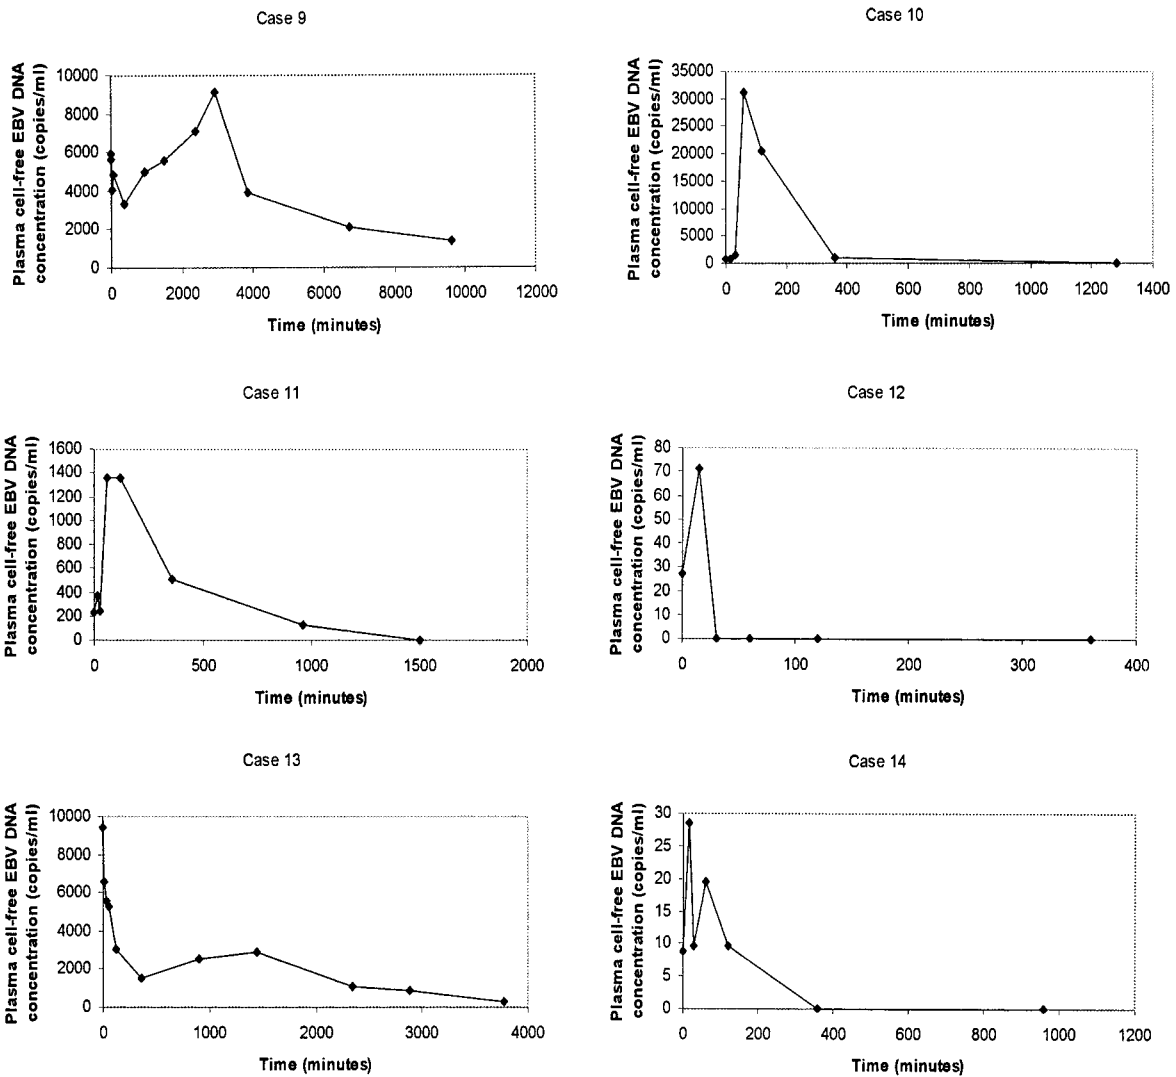 Case 9
Plasma cell-free EBV DNA
concentration (copies/ml)
10000
8000
6000
4000
2000
0
0 2000 4000 6000 8000 10000 12000
Time (minutes)
Case 10
Plasma cell-free EBV DNA
concentration (copies/ml)
35000
30000
25000
20000
15000
10000
5000
0
0 200 400 600 800 1000 1200 1400
Time (minutes)
Case 11
Plasma cell-free EBV DNA
concentration (copies/ml)
1600
1400
1200
1000
800
600
400
200
0
0 500 1000 1500 2000
Time (minutes)
Case 12
Plasma cell-free EBV DNA
concentration (copies/ml)
80
70
60
50
40
30
20
10
0
0 100 200 300 400
Time (minutes)
Case 13
Plasma cell-free EBV DNA
concentration (copies/ml)
10000
8000
6000
4000
2000
0
0 1000 2000 3000 4000
Time (minutes)
Case 14
Plasma cell-free EBV DNA
concentration (copies/ml)
30
25
20
15
10
5
0
0 200 400 600 800 1000 1200
Time (minutes)